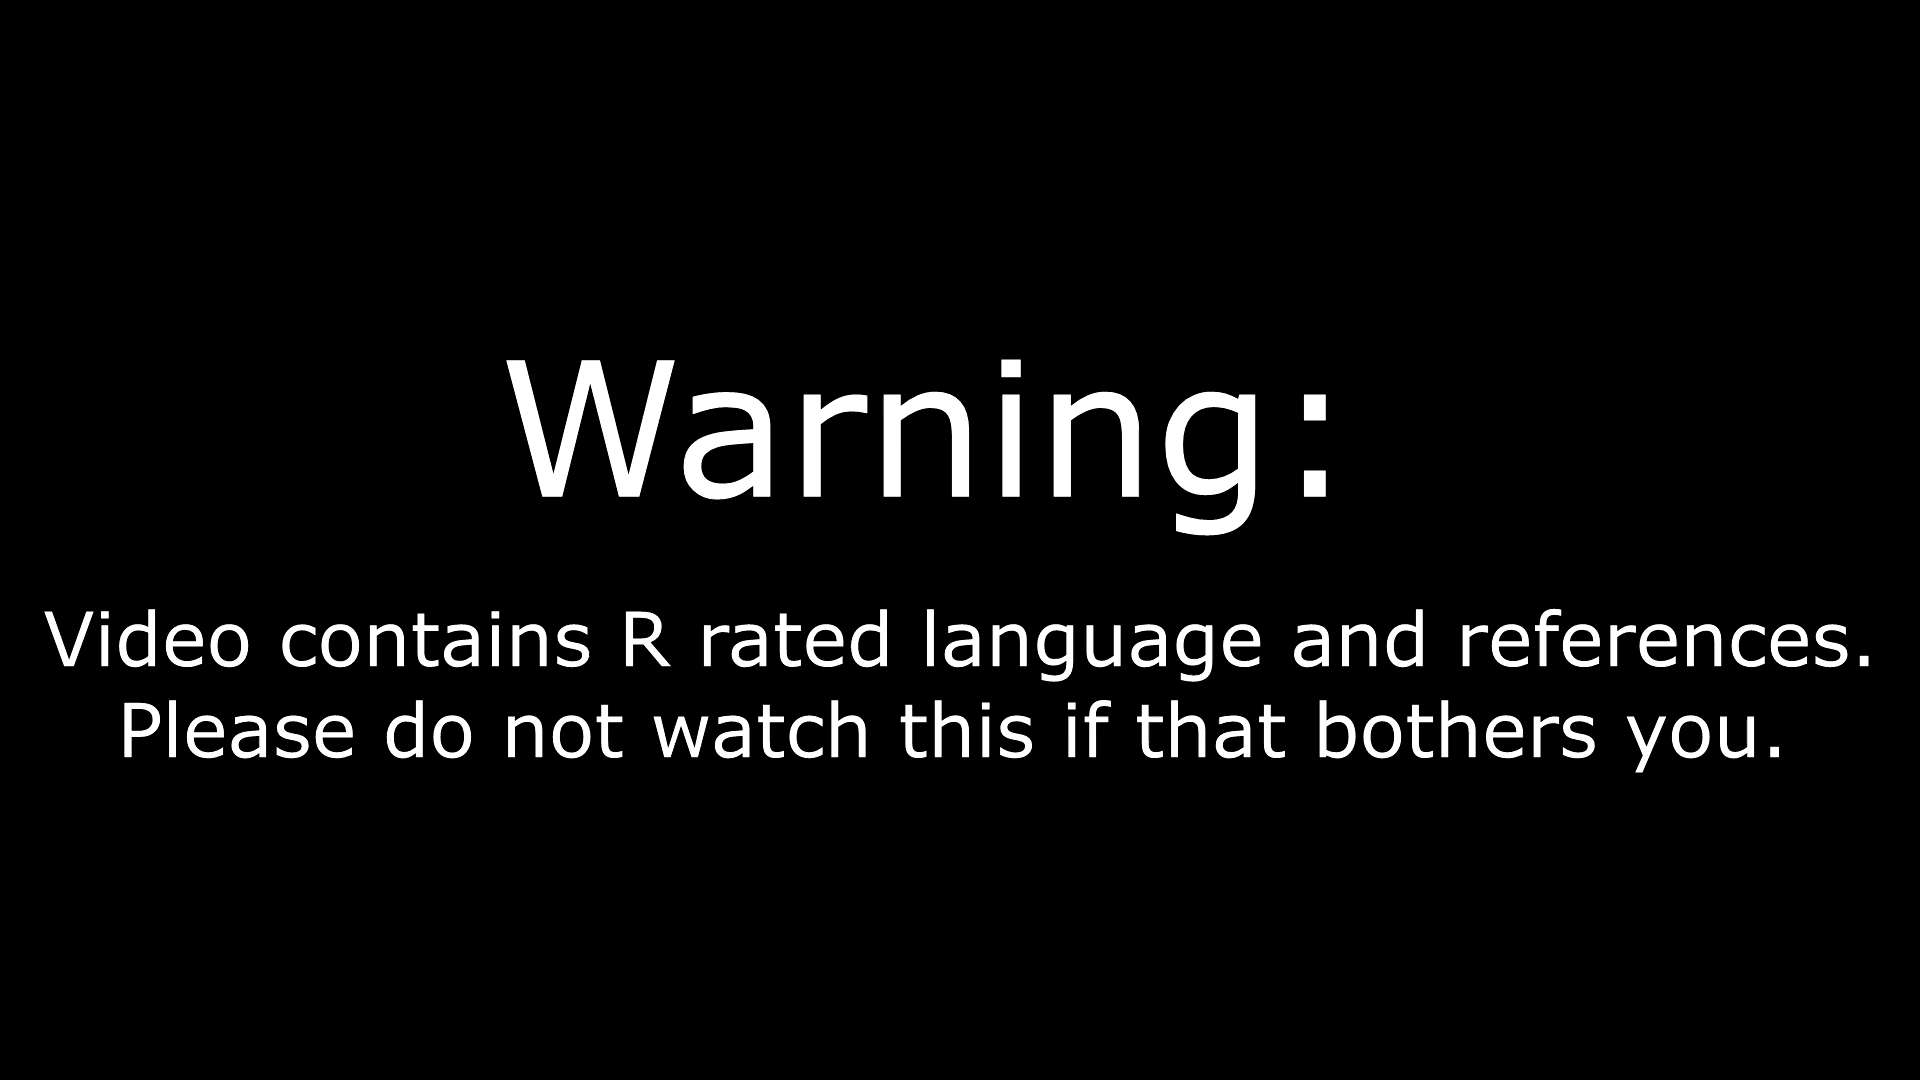 Warning:
Video contains R rated language and references.
Please do not watch this if that bothers you.